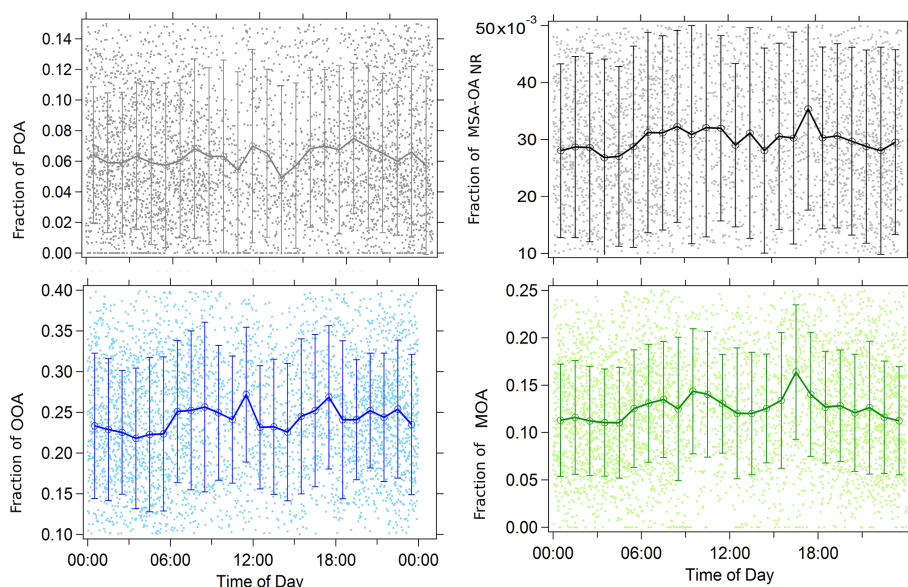 0.14
0.12
0.10
0.08
0.06
0.04
0.02
0.00
Fraction of POA
50x10⁻³
40
30
20
10
Fraction of MSA-OA NR
0.40
0.35
0.30
0.25
0.20
0.15
0.10
Fraction of OOA
00:00 06:00 12:00 18:00 00:00
Time of Day
0.25
0.20
0.15
0.10
0.05
0.00
Fraction of MOA
00:00 06:00 12:00 18:00
Time of Day